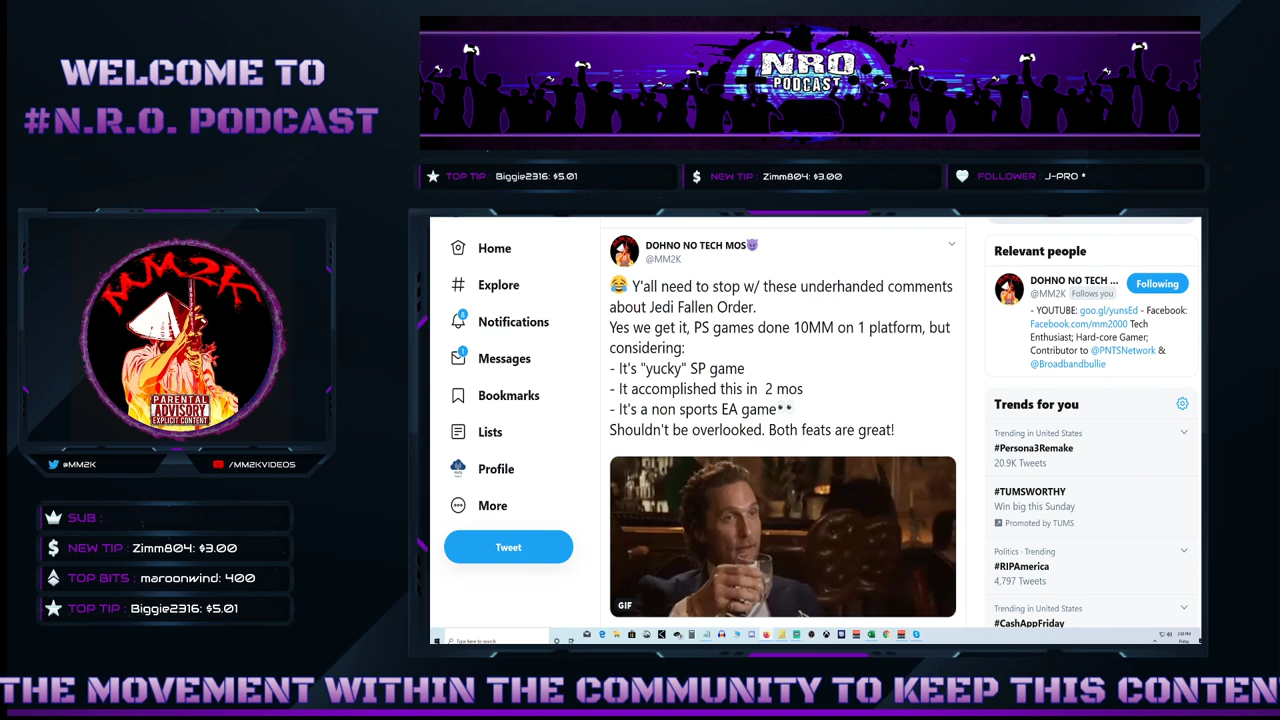 WELCOME TO
#N.R.O. PODCAST
NRO
PODCAST
TOP TIP : Biggie2316: $5.01
NEW TIP : Zimm804: $3.00
FOLLOWER : J-PRO *
MM2K
PARENTAL
ADVISORY
EXPLICIT CONTENT
@MM2K
/MM2KVIDEOS
SUB :
NEW TIP : Zimm804: $3.00
TOP BITS : maroonwind: 400
TOP TIP : Biggie2316: $5.01
Home
Explore
8
Notifications
1
Messages
Bookmarks
Lists
Profile
More
Tweet
DOHNO NO TECH MOS😈
@MM2K
😂 Y'all need to stop w/ these underhanded comments
about Jedi Fallen Order.
Yes we get it, PS games done 10MM on 1 platform, but
considering:
- It's "yucky" SP game
- It accomplished this in 2 mos
- It's a non sports EA game👀
Shouldn't be overlooked. Both feats are great!
GIF
Relevant people
DOHNO NO TECH ...
@MM2K Follows you
Following
- YOUTUBE: goo.gl/yunsEd - Facebook:
Facebook.com/mm2000 Tech
Enthusiast; Hard-core Gamer;
Contributor to @PNTSNetwork &
@Broadbandbullie
Trends for you
Trending in United States
#Persona3Remake
20.9K Tweets
#TUMSWORTHY
Win big this Sunday
Promoted by TUMS
Politics · Trending
#RIPAmerica
4,797 Tweets
Trending in United States
#CashAppFriday
Type here to search
Friday
THE MOVEMENT WITHIN THE COMMUNITY TO KEEP THIS CONTEN